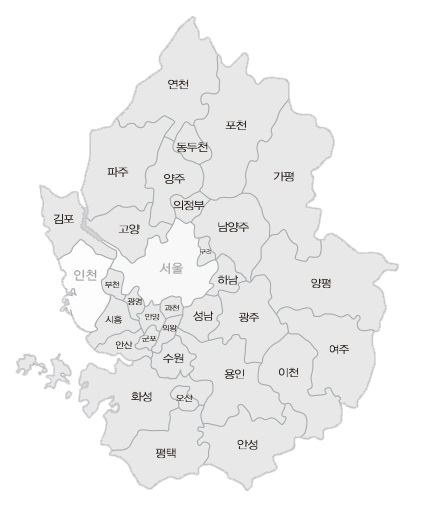 연천
포천
동두천
파주
양주
가평
의정부
김포
고양
남양주
구리
서울
인천
하남
양평
부천
광명
과천
시흥
안양
성남
광주
의왕
군포
안산
여주
수원
용인
이천
화성
오산
안성
평택